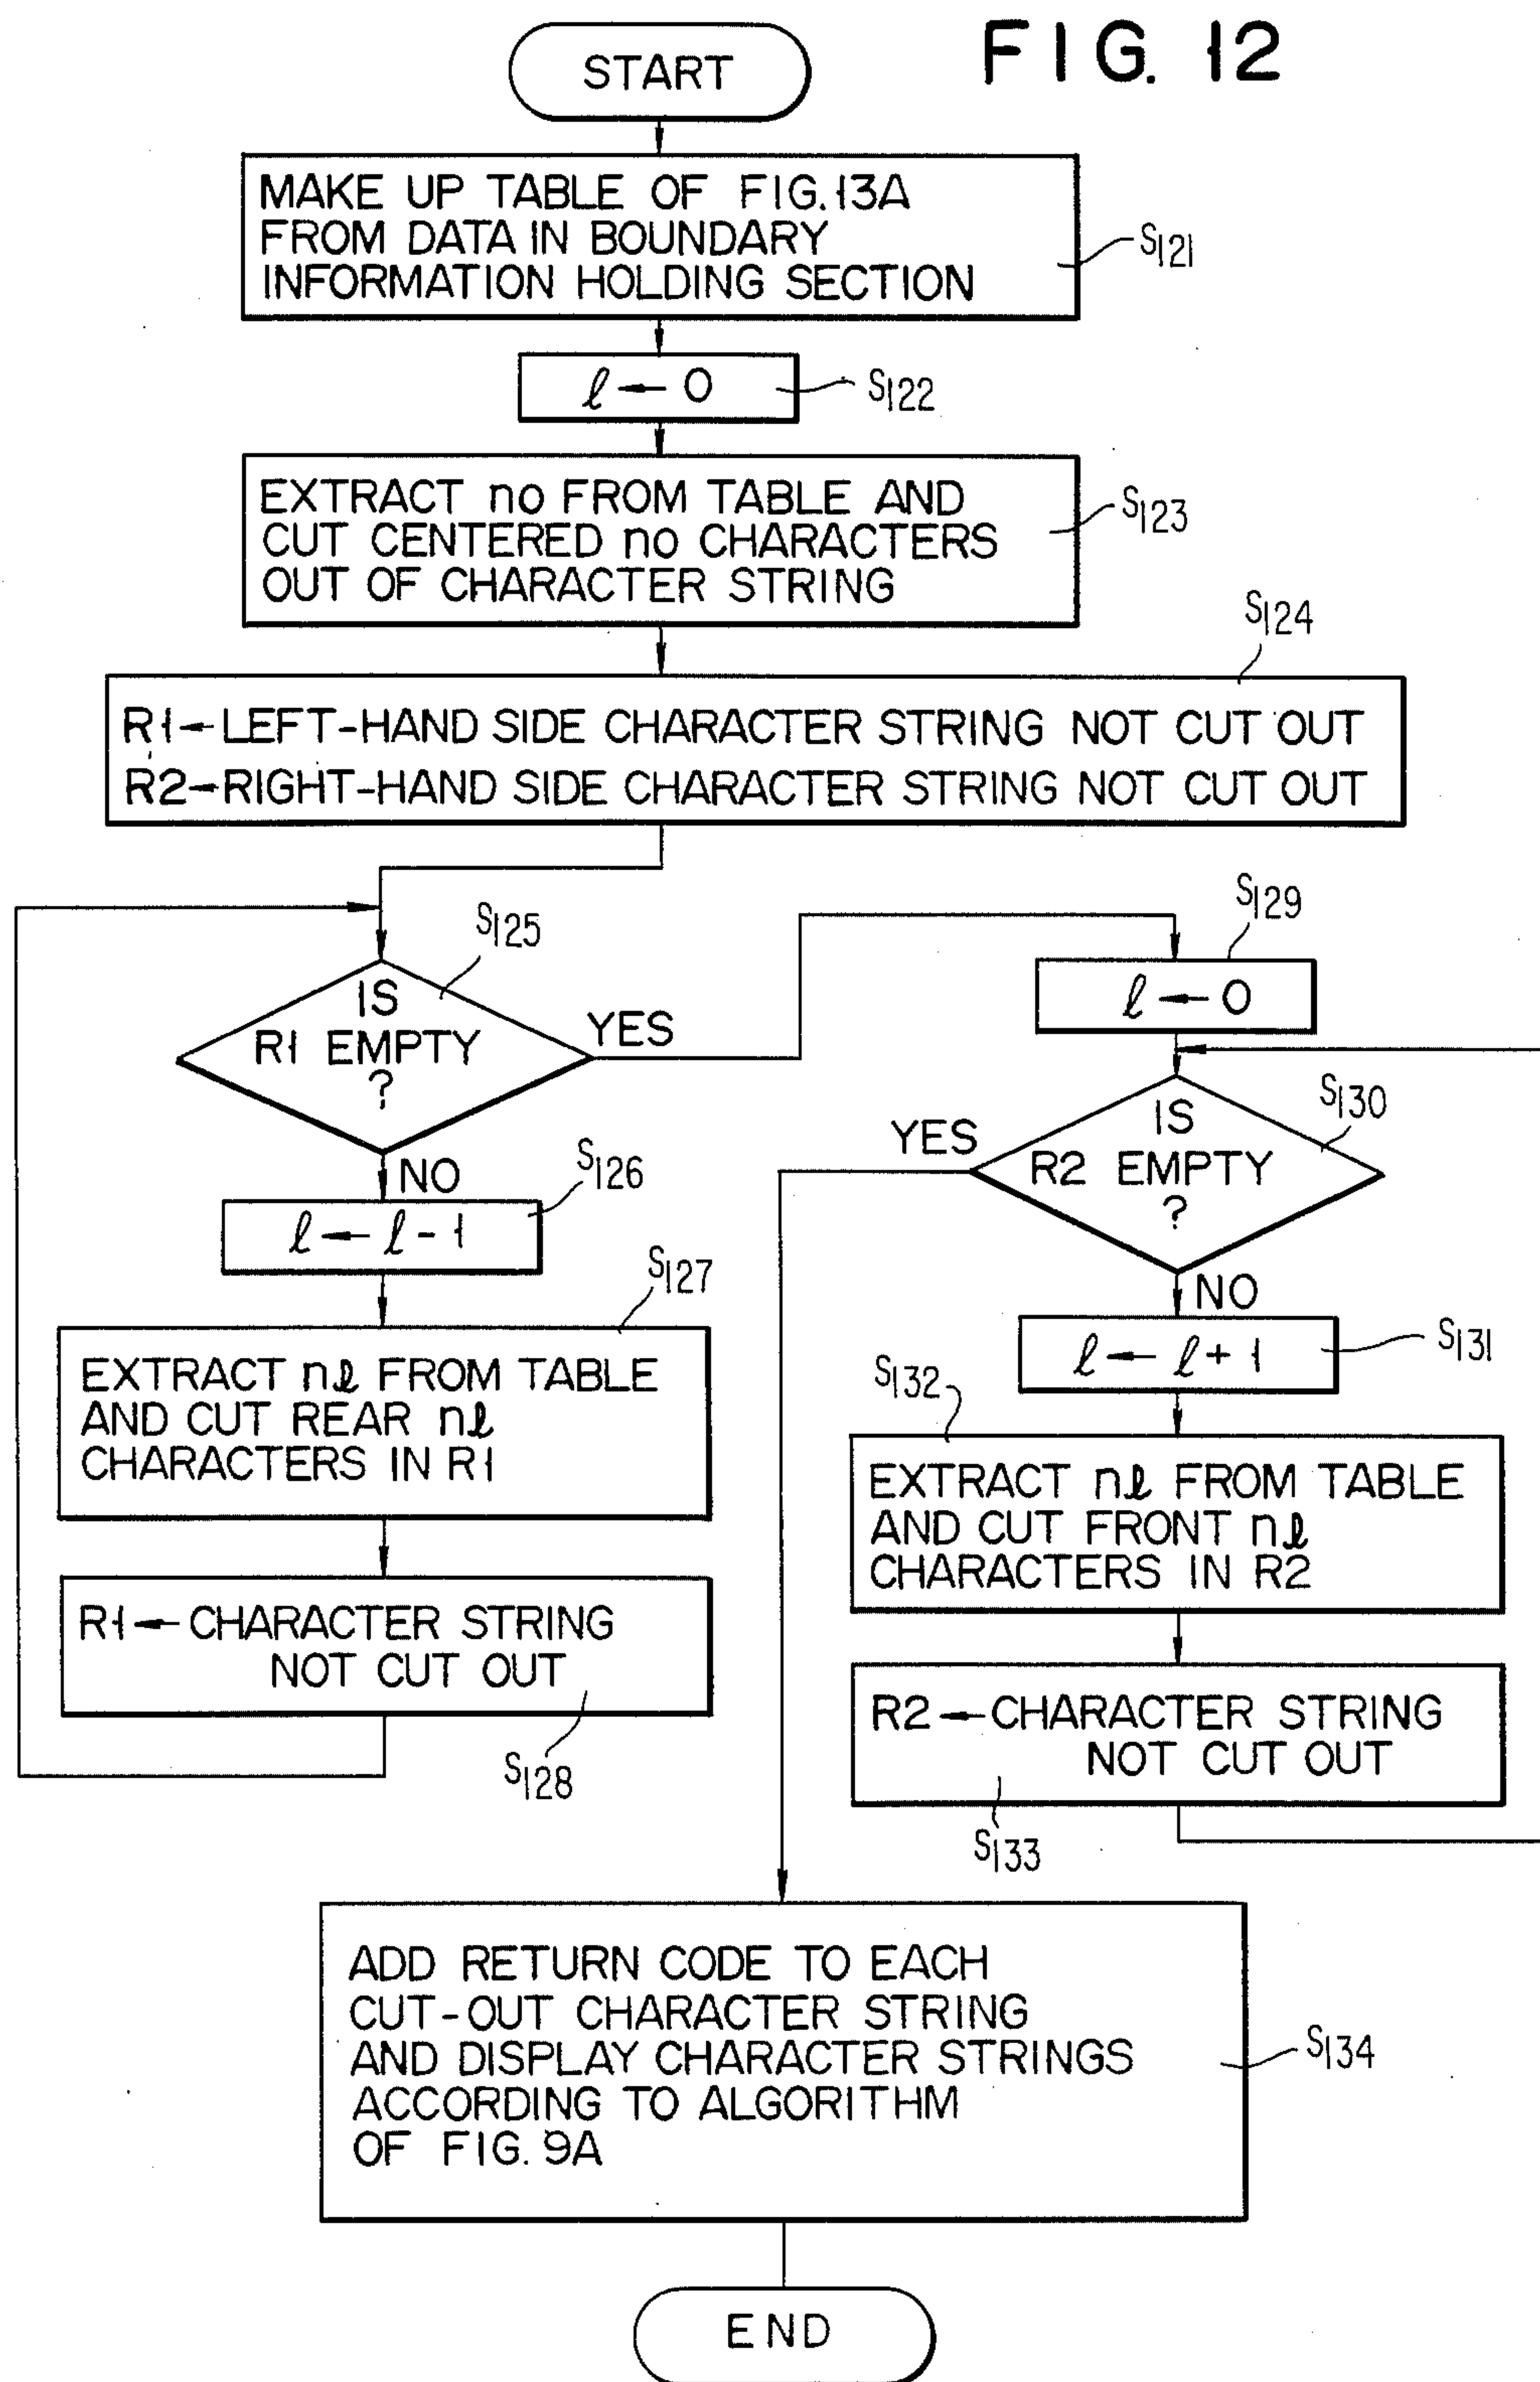 FIG. 12
START
MAKE UP TABLE OF FIG. 13A
FROM DATA IN BOUNDARY
INFORMATION HOLDING SECTION
S121
ℓ ← 0
S122
EXTRACT n0 FROM TABLE AND
CUT CENTERED n0 CHARACTERS
OUT OF CHARACTER STRING
S123
S124
R1←LEFT-HAND SIDE CHARACTER STRING NOT CUT OUT
R2←RIGHT-HAND SIDE CHARACTER STRING NOT CUT OUT
S125
IS
R1 EMPTY
?
YES
NO
S126
ℓ ← ℓ - 1
S127
EXTRACT nℓ FROM TABLE
AND CUT REAR nℓ
CHARACTERS IN R1
R1 ← CHARACTER STRING
NOT CUT OUT
S128
S129
ℓ ← 0
S130
IS
R2 EMPTY
?
YES
NO
ℓ ← ℓ + 1
S131
S132
EXTRACT nℓ FROM TABLE
AND CUT FRONT nℓ
CHARACTERS IN R2
R2 ← CHARACTER STRING
NOT CUT OUT
S133
ADD RETURN CODE TO EACH
CUT-OUT CHARACTER STRING
AND DISPLAY CHARACTER STRINGS
ACCORDING TO ALGORITHM
OF FIG. 9A
S134
END